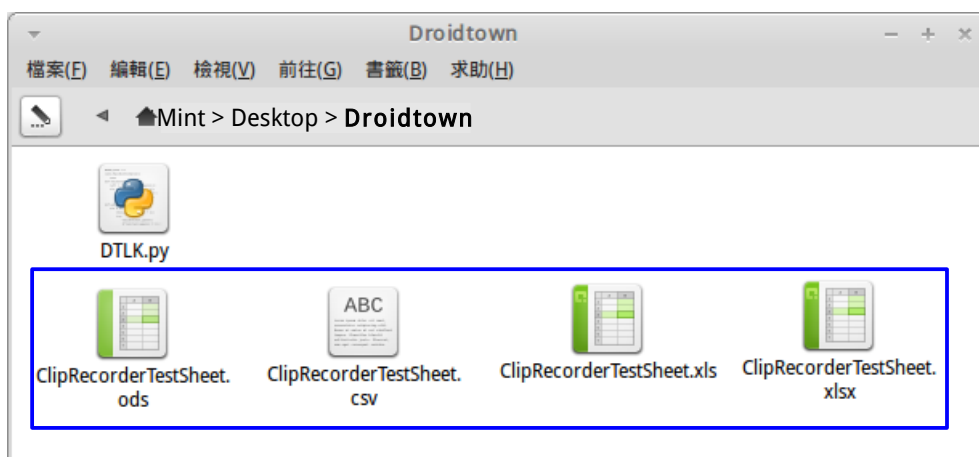 Droidtown
檔案(F) 編輯(E) 檢視(V) 前往(G) 書籤(B) 求助(H)
Mint > Desktop > Droidtown
DTLK.py
ABC
ClipRecorderTestSheet.ods
ClipRecorderTestSheet.csv
ClipRecorderTestSheet.xls
ClipRecorderTestSheet.xlsx